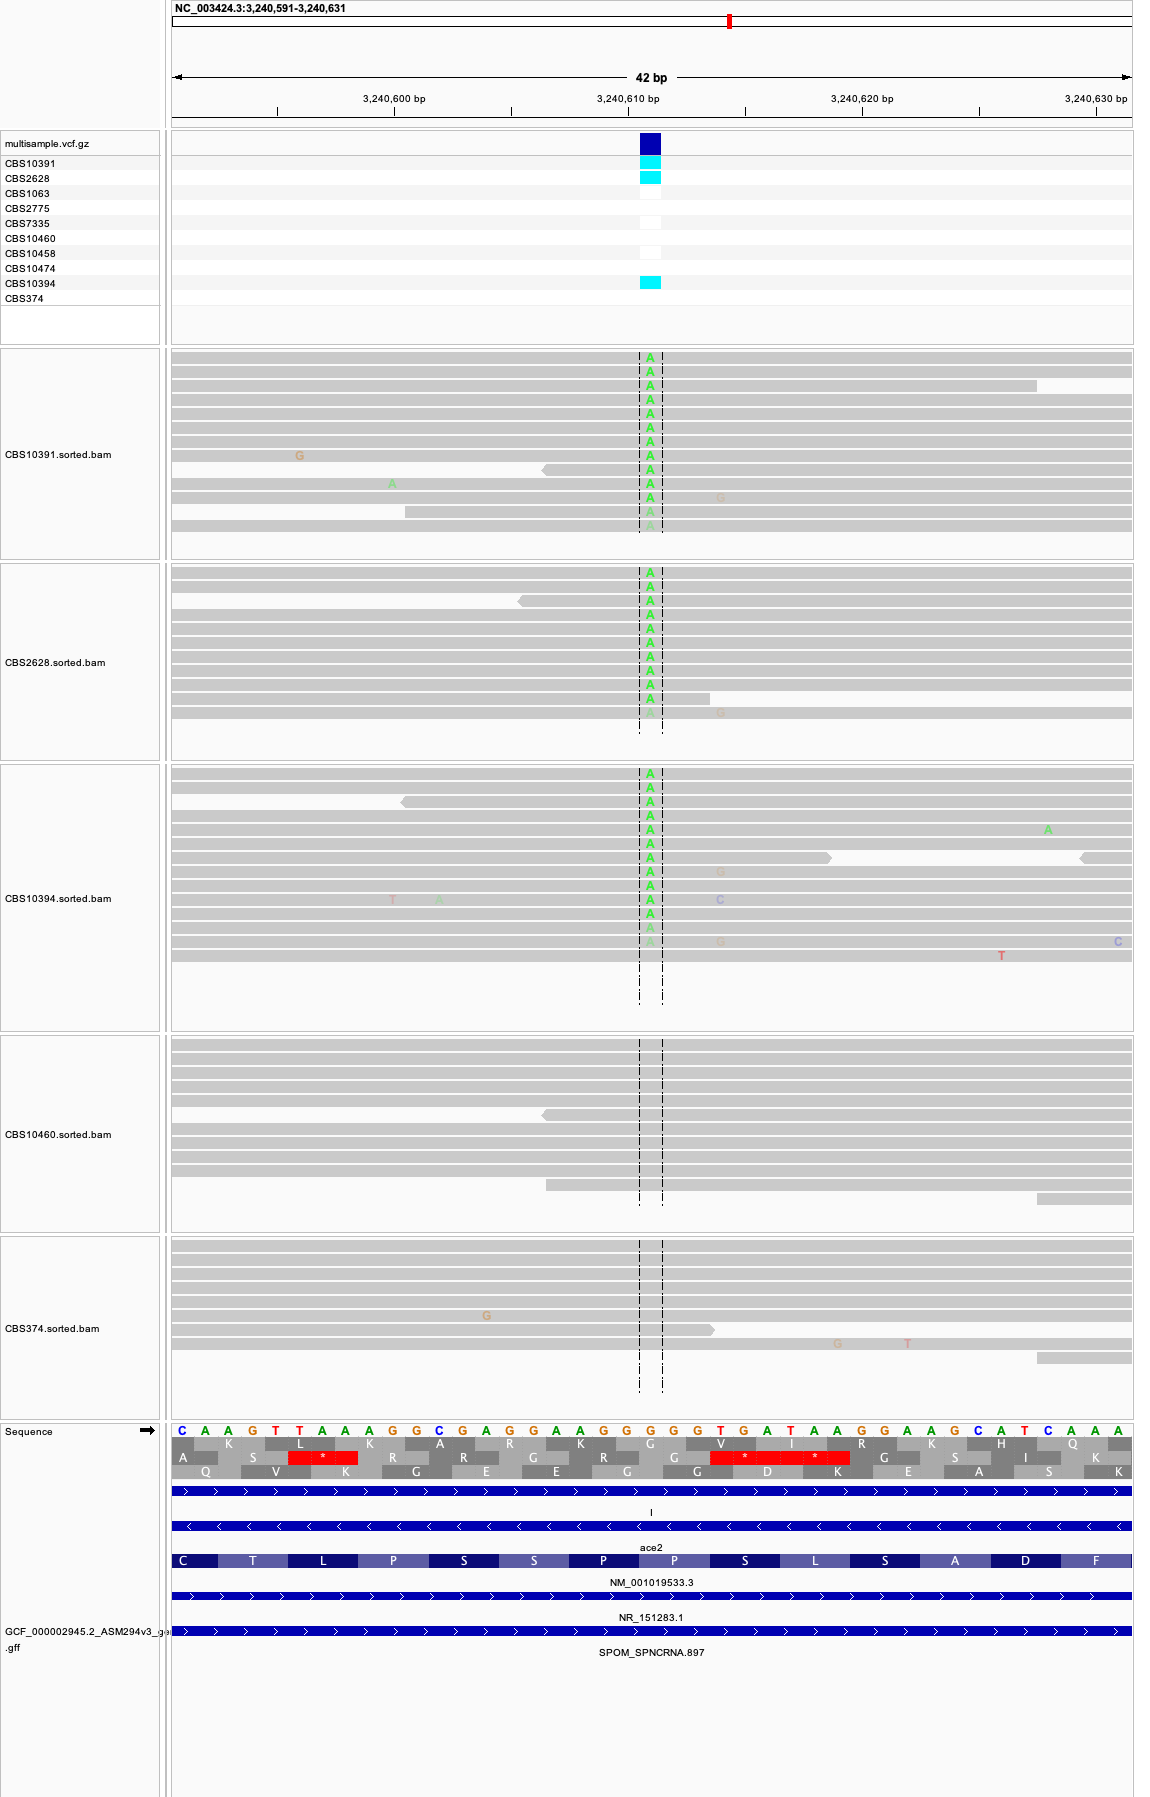 NC_003424.3:3,240,591-3,240,631
42 bp
3,240,600 bp 3,240,610 bp 3,240,620 bp 3,240,630 bp
multisample.vcf.gz
CBS10391
CBS2628
CBS1063
CBS2775
CBS7335
CBS10460
CBS10458
CBS10474
CBS10394
CBS374
A
A
A
A
A
A
A
G A
A
A A
A G
A
A
CBS10391.sorted.bam
A
A
A
A
A
A
A
A
A
A
A G
CBS2628.sorted.bam
A
A
A
A
A A
A
A
A G
A
T A A C
A
A
A G C
T
CBS10394.sorted.bam
CBS10460.sorted.bam
G
G T
CBS374.sorted.bam
Sequence C A A G T T A A A G G C G A G G A A G G G G G T G A T A A G G A A G C A T C A A A
K L K A R K G V I R K H Q
A S * R R G R G * * G S I K
Q V K G E E G G D K E A S K
I
ace2
C T L P S S P P S L S A D F
NM_001019533.3
NR_151283.1
GCF_000002945.2_ASM294v3_ge
.gff
SPOM_SPNCRNA.897